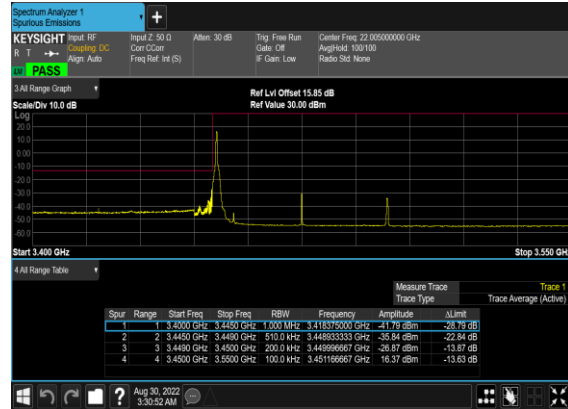 Spectrum Analyzer 1
Spurious Emissions
KEYSIGHT Input: RF Input Z: 50 Ω Atten: 30 dB Trig: Free Run Center Freq: 22.005000000 GHz
R T Coupling: DC Corr CCorr Gate: Off Avg|Hold: 100/100
Align: Auto Freq Ref: Int (S) IF Gain: Low Radio Std: None
PASS
3 All Range Graph
Ref Lvl Offset 15.85 dB
Scale/Div 10.0 dB Ref Value 30.00 dBm
Log
20.0
10.0
0.00
-10.0
-20.0
-30.0
-40.0
-50.0
-60.0
Start 3.400 GHz Stop 3.550 GHz
4 All Range Table
Measure Trace Trace 1
Trace Type Trace Average (Active)
Spur Range Start Freq Stop Freq RBW Frequency Amplitude ΔLimit
1 1 3.4000 GHz 3.4450 GHz 1.000 MHz 3.418375000 GHz -41.79 dBm -28.79 dB
2 2 3.4450 GHz 3.4490 GHz 510.0 kHz 3.448933333 GHz -35.84 dBm -22.84 dB
3 3 3.4490 GHz 3.4500 GHz 200.0 kHz 3.449996667 GHz -26.87 dBm -13.87 dB
4 4 3.4500 GHz 3.5500 GHz 100.0 kHz 3.451166667 GHz 16.37 dBm -13.63 dB
? Aug 30, 2022
3:30:52 AM